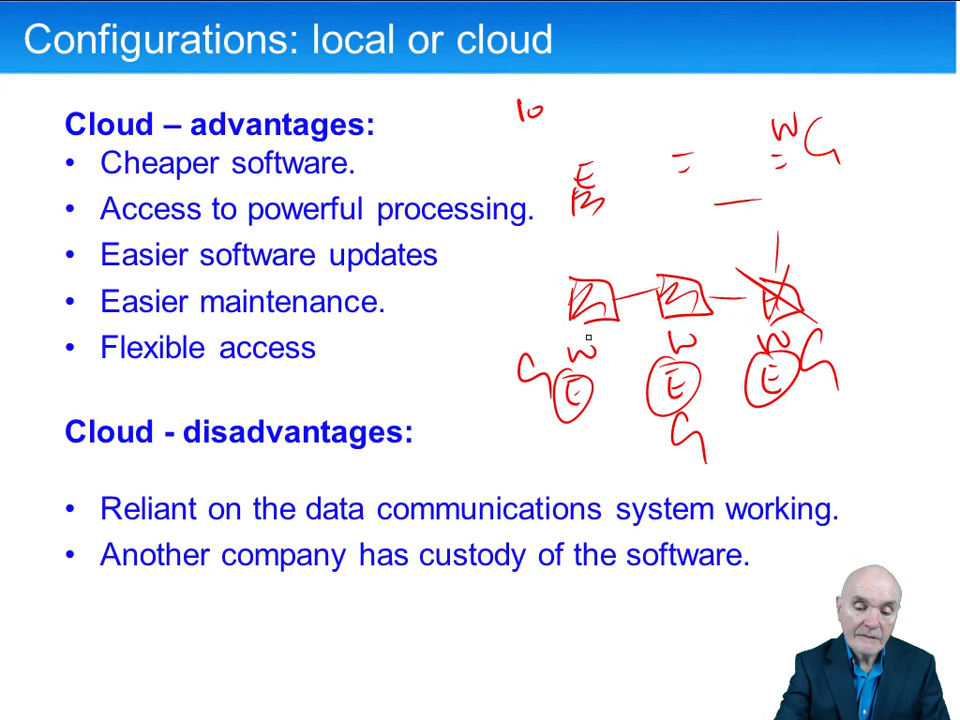 Configurations: local or cloud
Cloud – advantages:
• Cheaper software.
• Access to powerful processing.
• Easier software updates
• Easier maintenance.
• Flexible access
Cloud - disadvantages:
• Reliant on the data communications system working.
• Another company has custody of the software.
10
W G
E
W W W G
G E E E
G